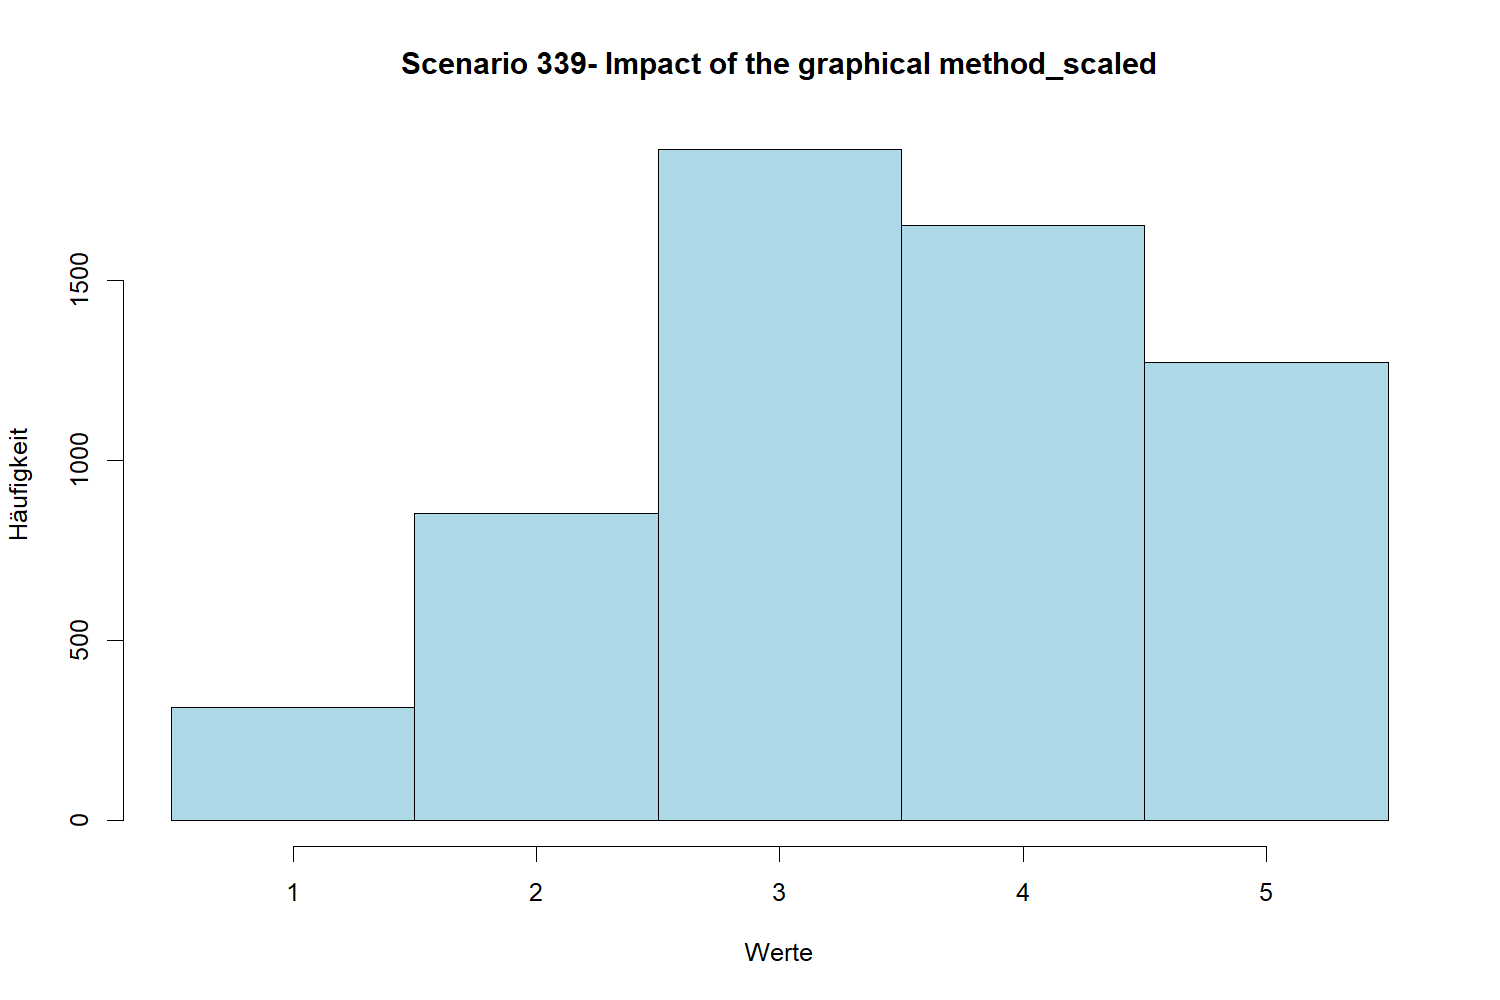 Scenario 339- Impact of the graphical method_scaled
Häufigkeit
1500
1000
500
0
1 2 3 4 5
Werte